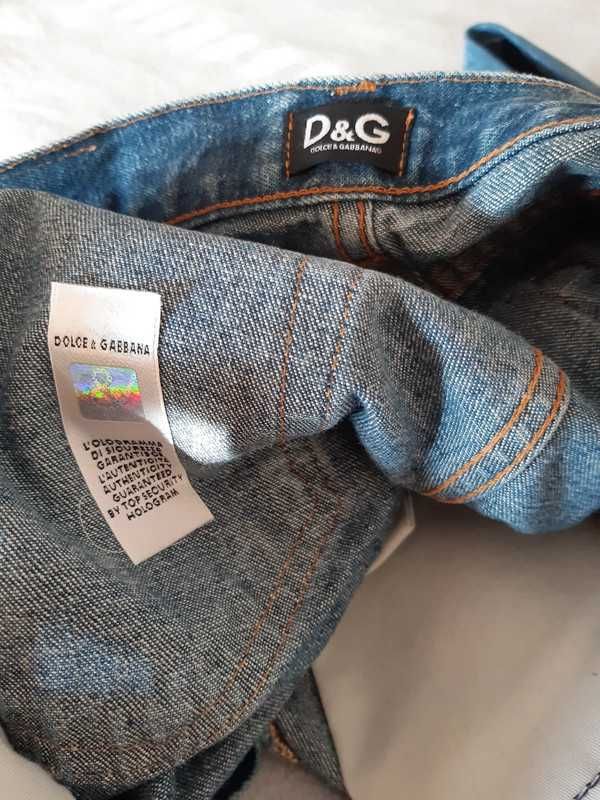 D&G
DOLCE & GABBANA
DOLCE & GABBANA
L'OLOGRAMMA
DI SICUREZZA
GARANTISCE
L'AUTENTICITÀ
AUTHENTICITY
GUARANTEED
BY TOP SECURITY
HOLOGRAM